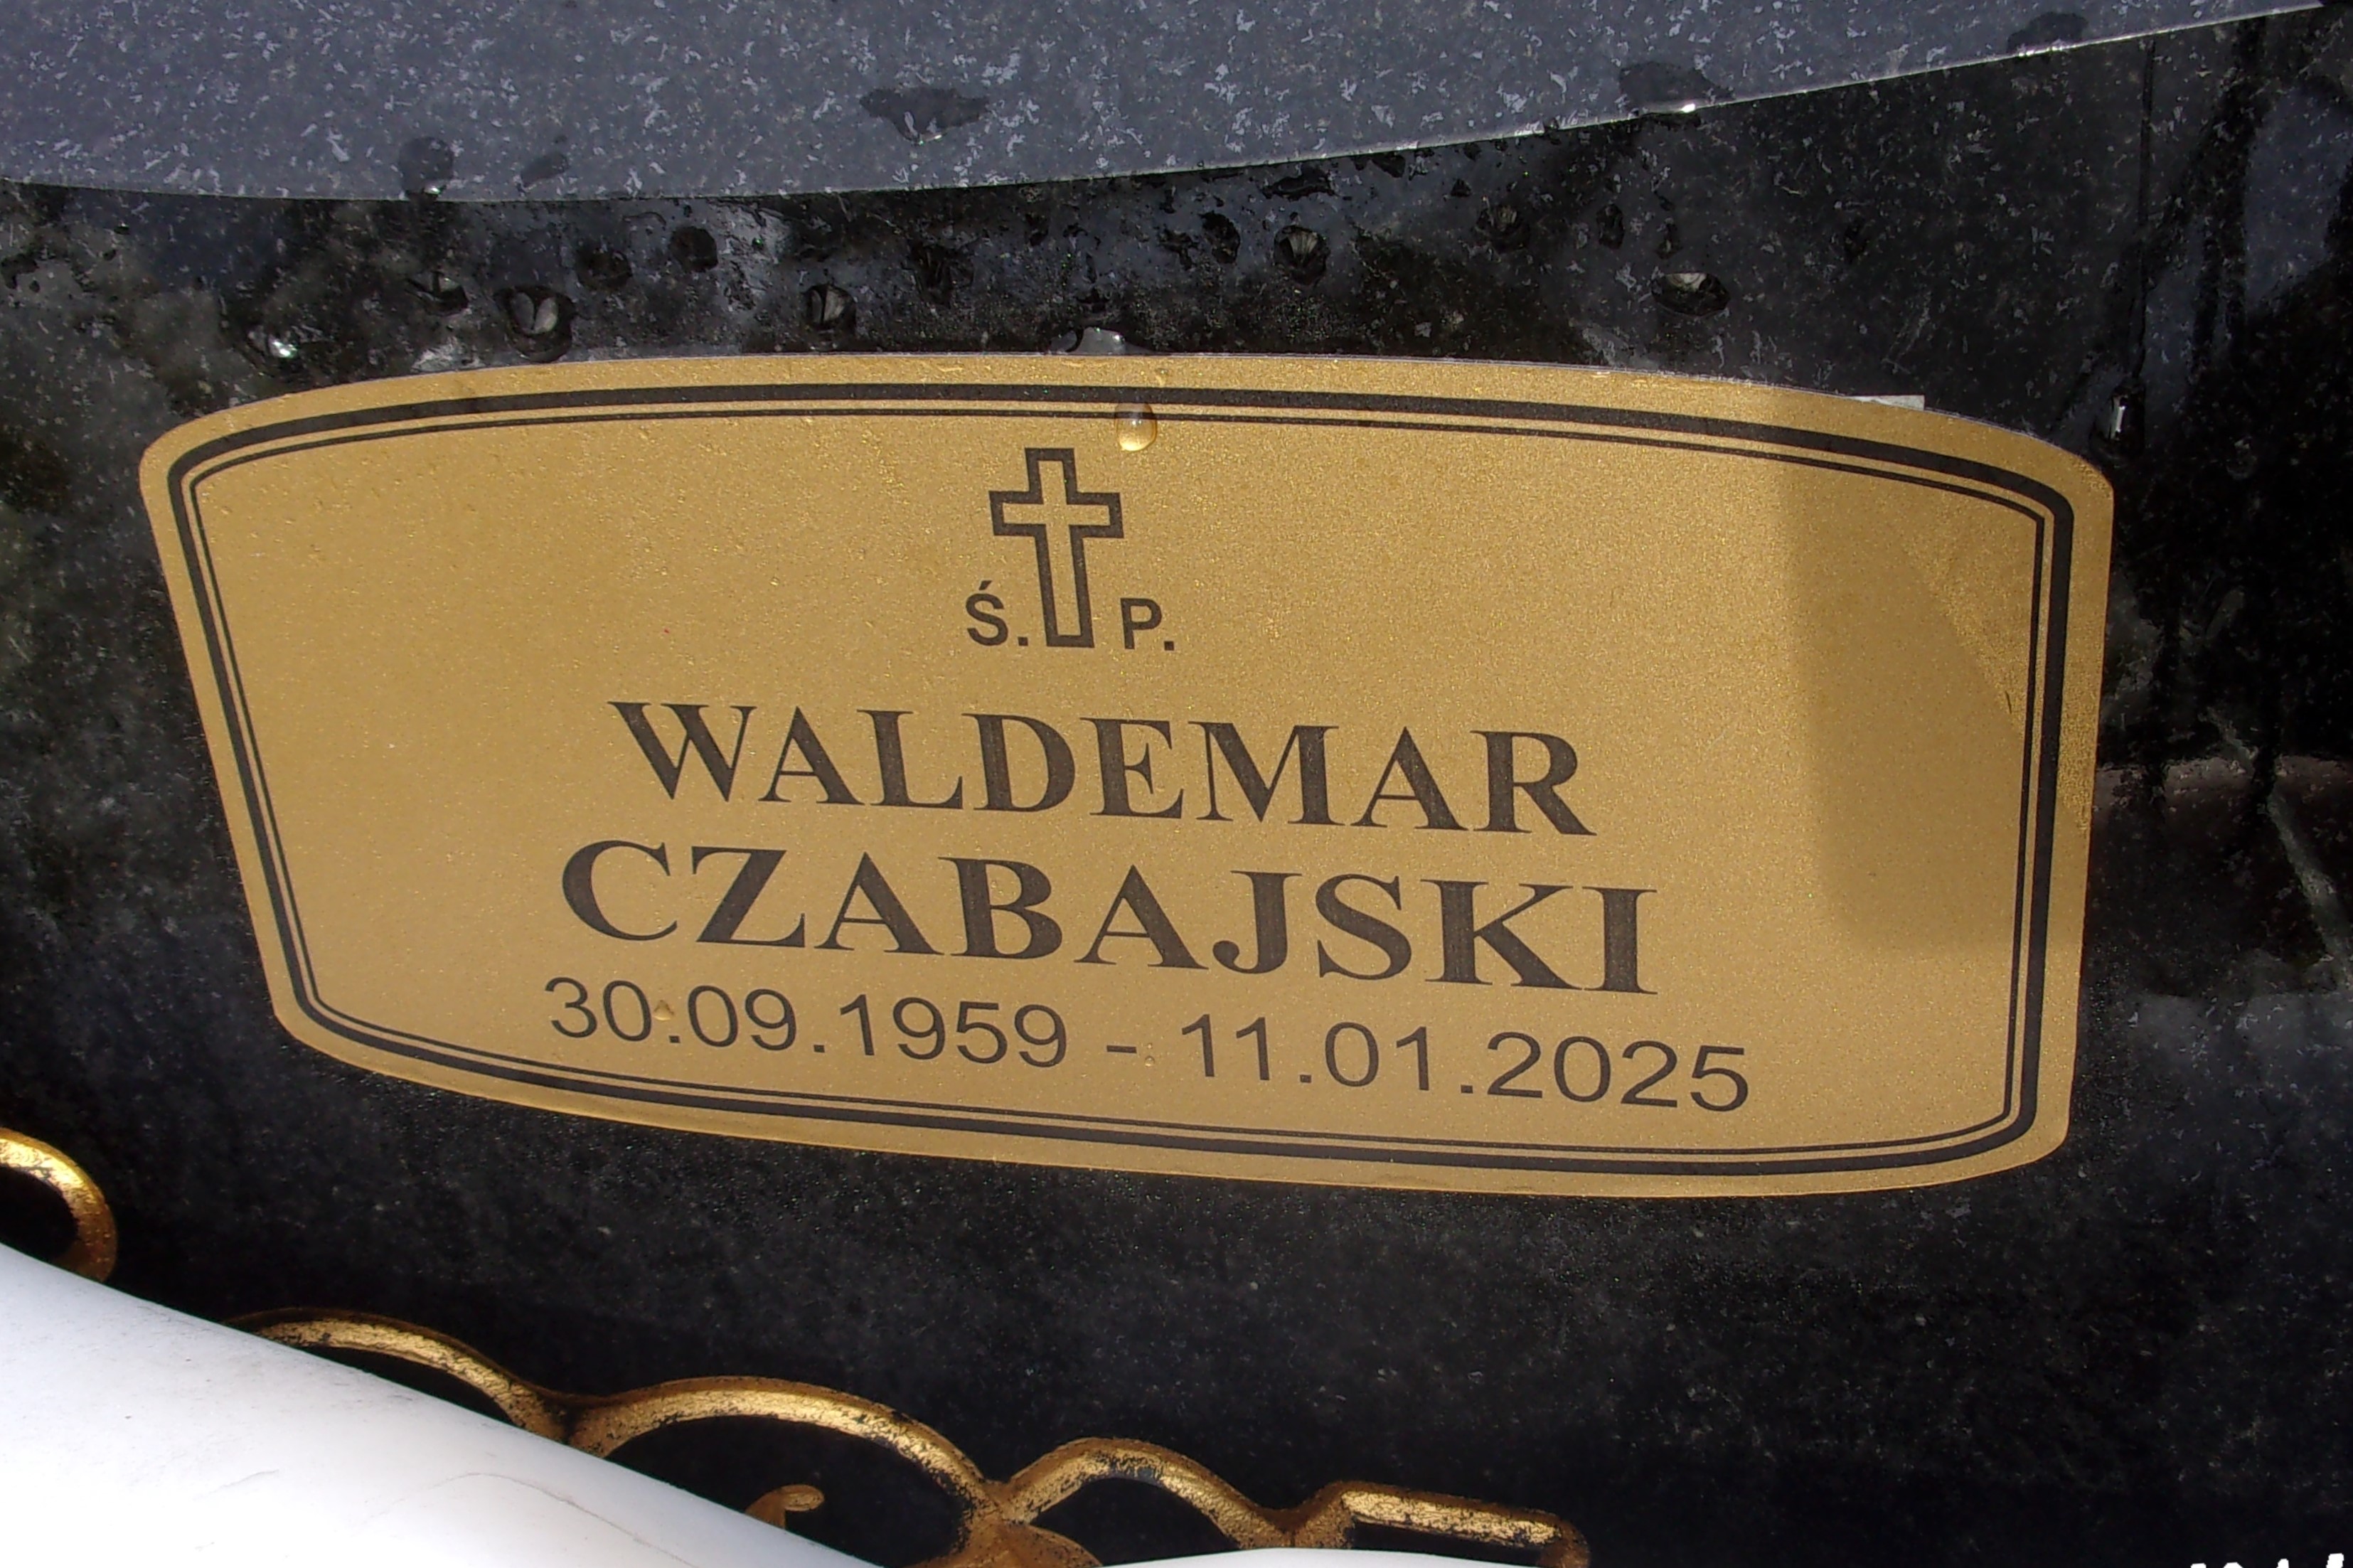 Ś. P.
WALDEMAR
CZABAJSKI
30.09.1959 - 11.01.2025